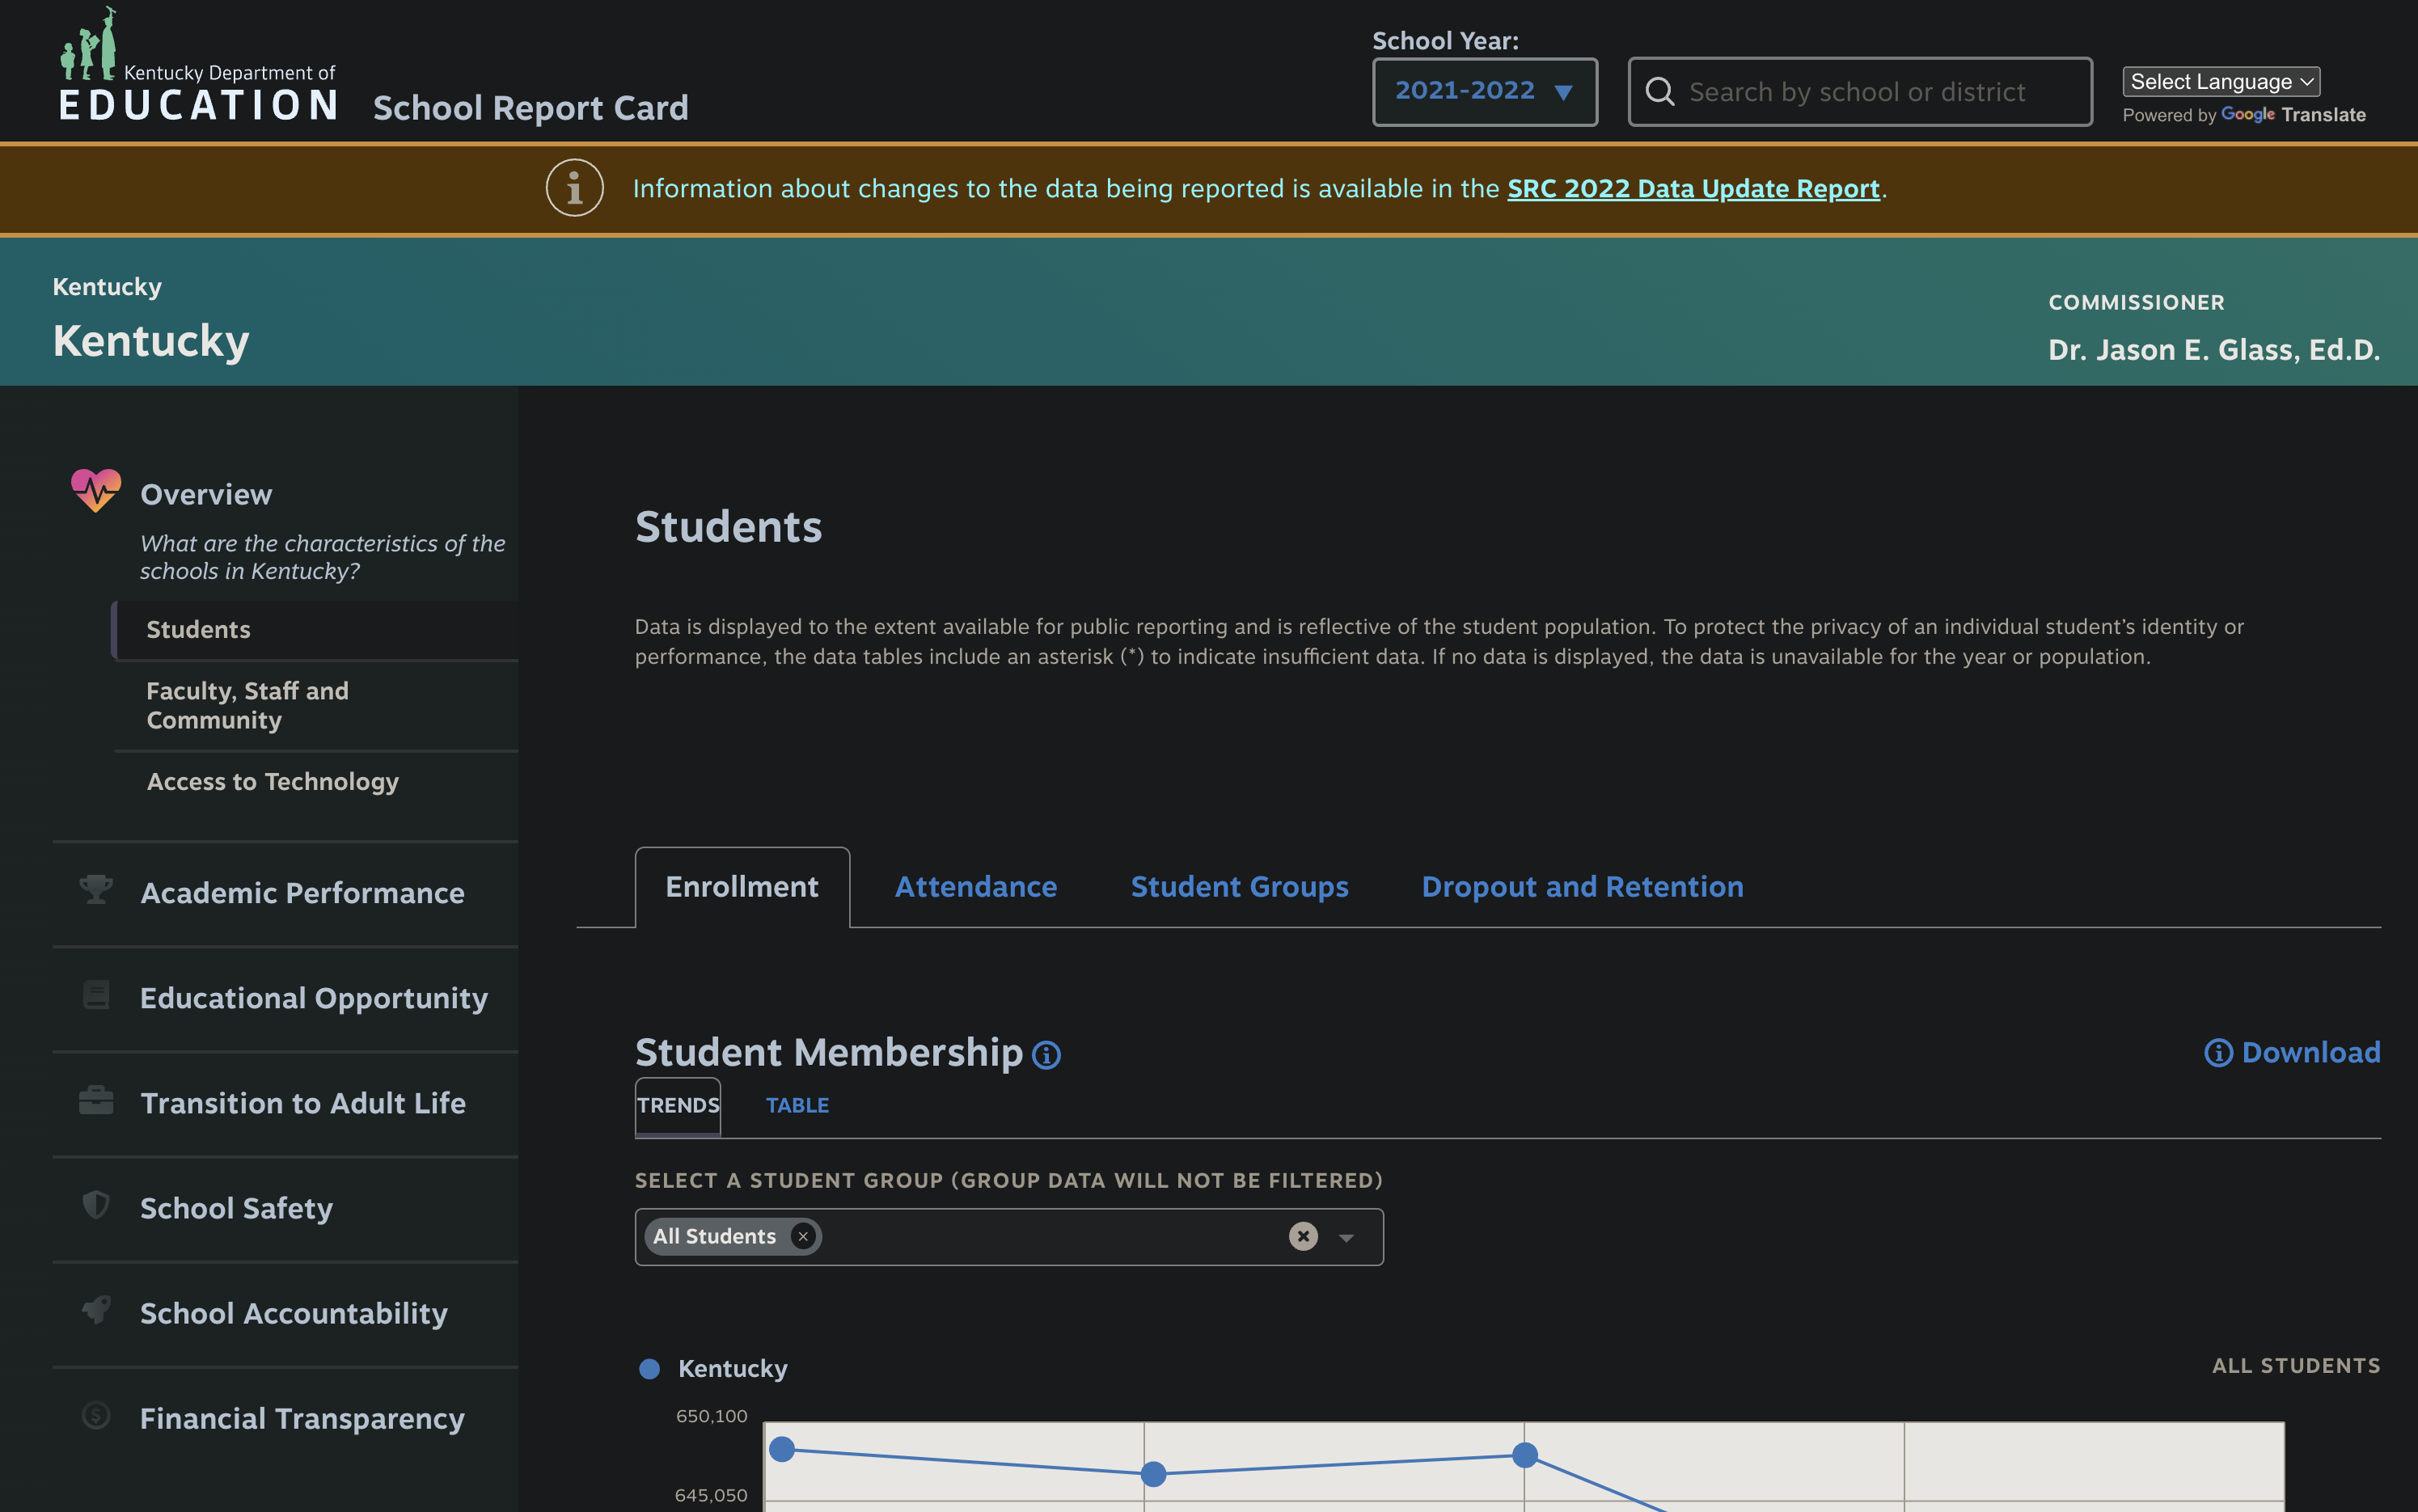 Kentucky Department of
EDUCATION
School Report Card
School Year:
2021-2022
Search by school or district
Select Language
Powered by Google Translate
Information about changes to the data being reported is available in the SRC 2022 Data Update Report.
Kentucky
Kentucky
COMMISSIONER
Dr. Jason E. Glass, Ed.D.
Overview
What are the characteristics of the
schools in Kentucky?
Students
Faculty, Staff and
Community
Access to Technology
Academic Performance
Educational Opportunity
Transition to Adult Life
School Safety
School Accountability
Financial Transparency
Students
Data is displayed to the extent available for public reporting and is reflective of the student population. To protect the privacy of an individual student’s identity or
performance, the data tables include an asterisk (*) to indicate insufficient data. If no data is displayed, the data is unavailable for the year or population.
Enrollment
Attendance
Student Groups
Dropout and Retention
Student Membership
Download
TRENDS
TABLE
SELECT A STUDENT GROUP (GROUP DATA WILL NOT BE FILTERED)
All Students
Kentucky
ALL STUDENTS
650,100
645,050